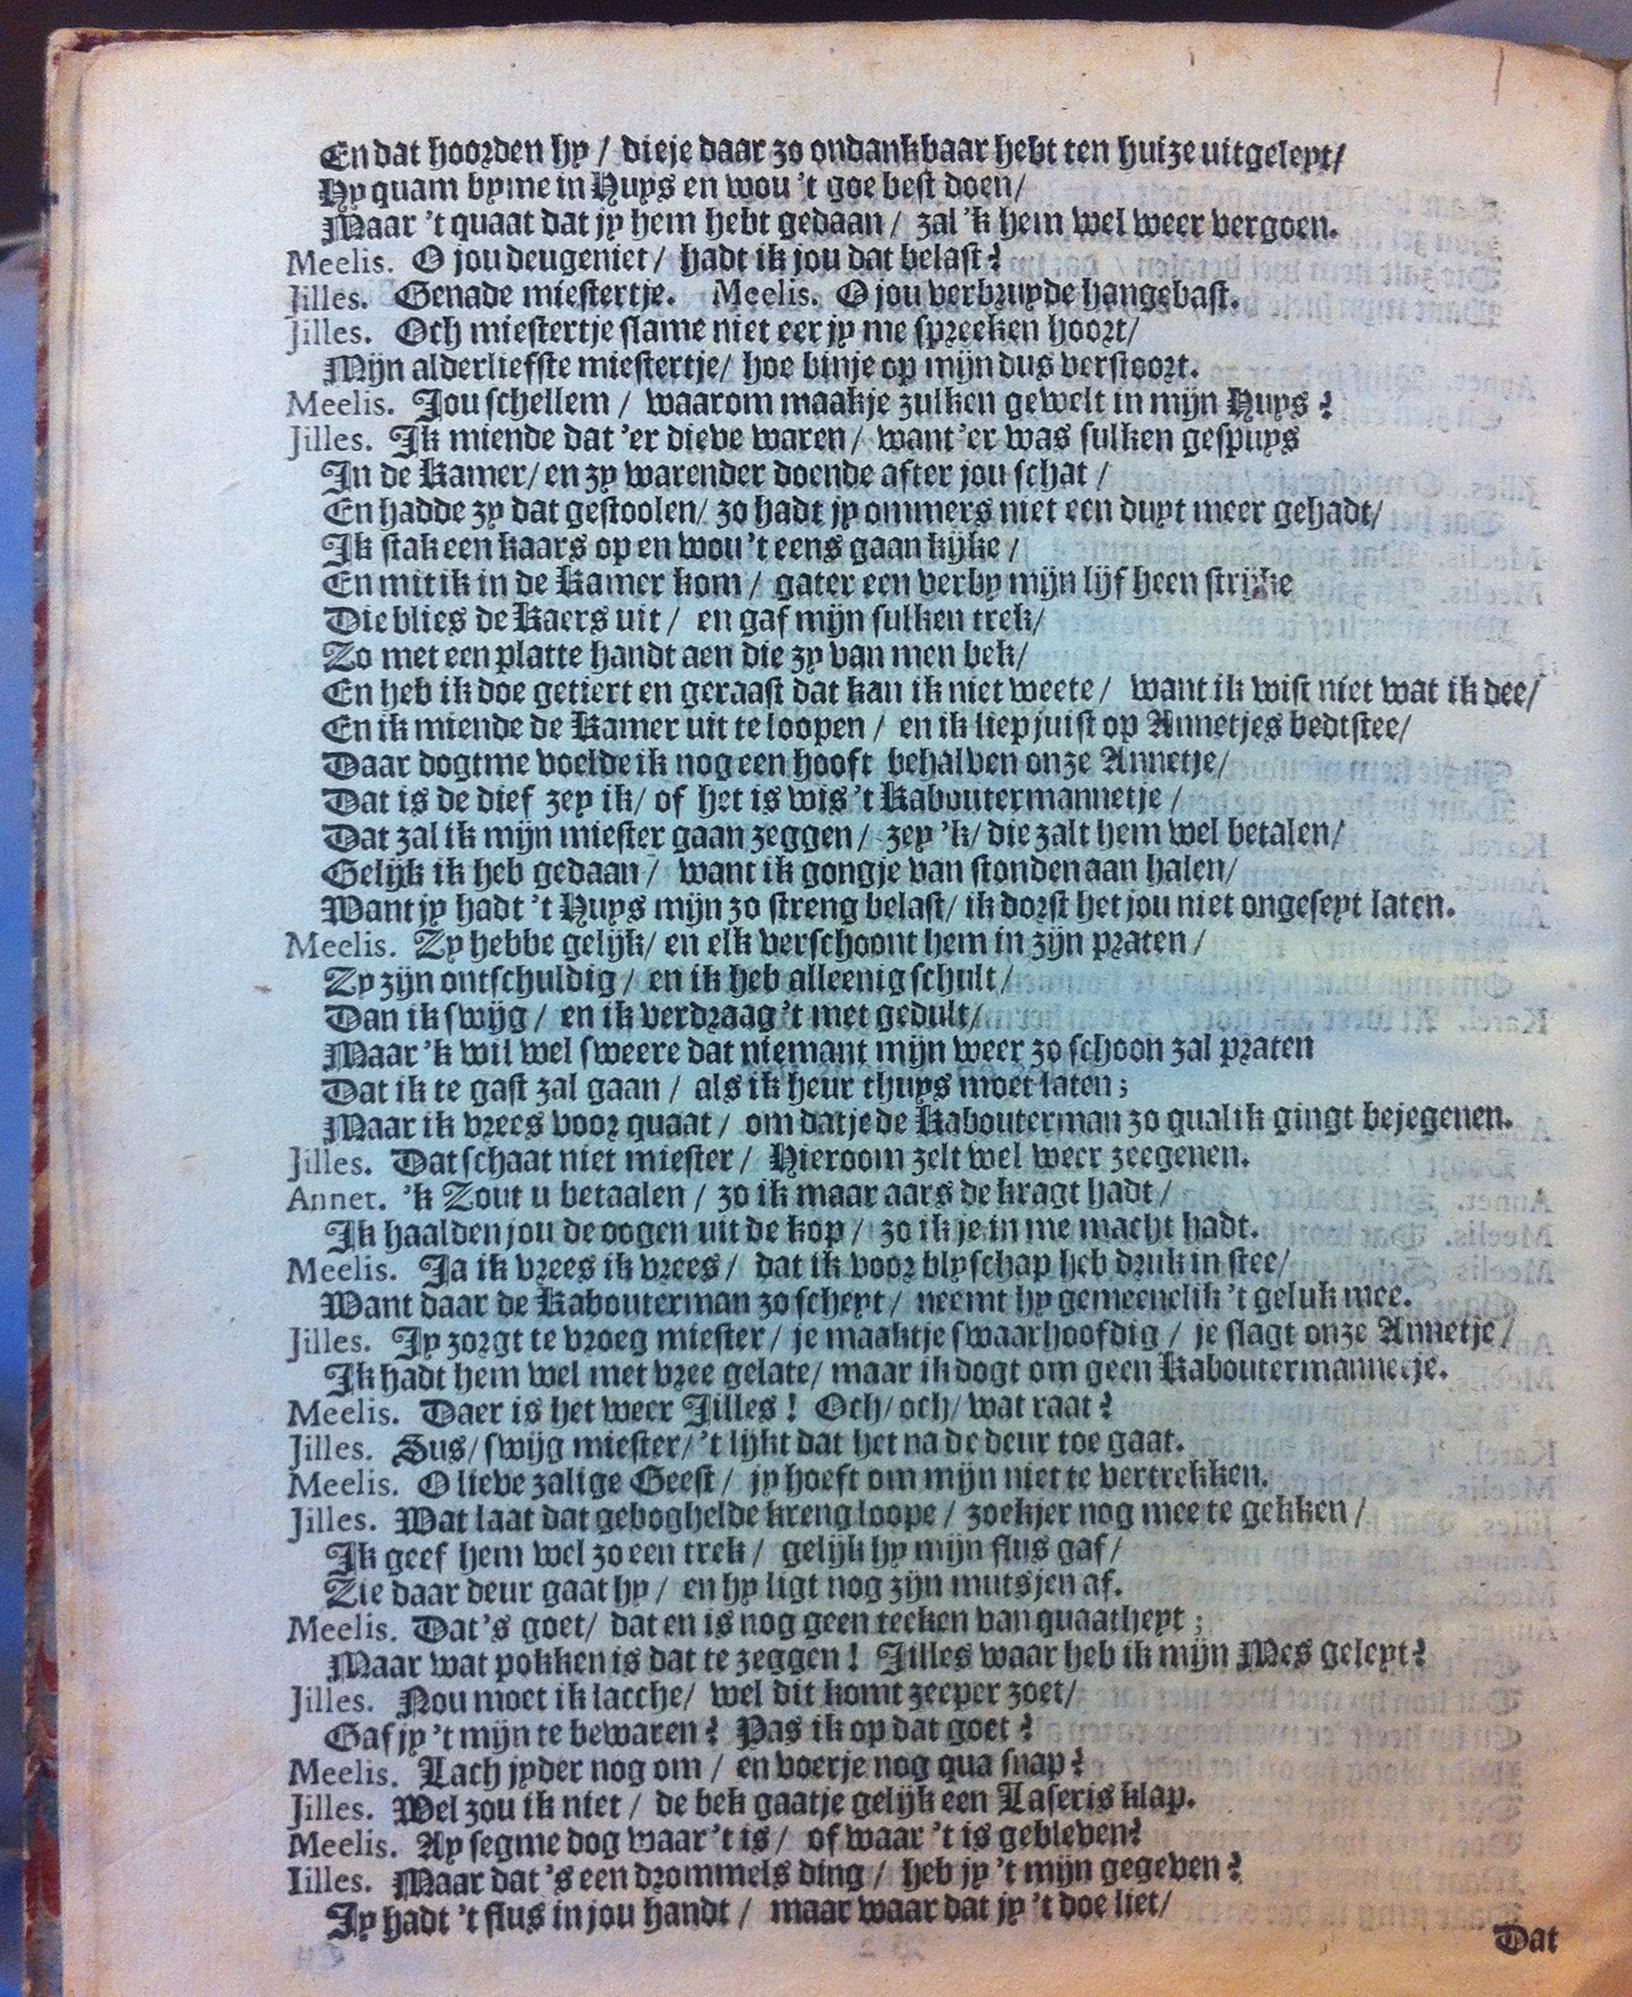 En dat hoorden hy / dieje daar zo ondankbaar hebt ten huize uitgeleyt /
Hy quam byme in Huys en wou 't goe best doen /
Maar 't quaat dat jy hem hebt gedaan / zal 'k hem wel weer vergoen.
Meelis. O jou deugeniet / hadt ik jou dat belast?
Jilles. Genade miestertje. Meelis. O jou verbruyde hangebast.
Jilles. Och miestertje slame niet eer jy me spreeken hoort /
Mijn alderliefste miestertje / hoe binje op mijn dus verstoort.
Meelis. Jou schellem / waarom maakje zulken gewelt in mijn Huys?
Jilles. Ik miende dat 'er dieve waren / want 'er was sulken gespuys
In de Kamer / en zy warender doende after jou schat /
En hadde zy dat gestoolen / zo hadt jy ommers niet een duyt meer gehadt /
Ik stak een kaars op en wou 't eens gaan kijke /
En mit ik in de Kamer kom / gater een verby mijn lijf heen strijke
Die blies de Kaers uit / en gaf mijn sulken trek /
Zo met een platte handt aen die zy van men bek /
En heb ik doe getiert en geraast dat kan ik niet weete / want ik wist niet wat ik dee /
En ik miende de Kamer uit te loopen / en ik liep juist op Annetjes bedtstee /
Daar dogtme voelde ik nog een hooft behalven onze Annetje /
Dat is de dief zey ik / of het is wis 't Kaboutermannetje /
Dat zal ik mijn miester gaan zeggen / zey 'k / die zalt hem wel betalen /
Gelijk ik heb gedaan / want ik gongje van stonden aan halen /
Want jy hadt 't Huys mijn zo streng belast / ik dorst het jou niet ongeseyt laten.
Meelis. Zy hebbe gelijk / en elk verschoont hem in zijn praten /
Zy zijn ontschuldig / en ik heb alleenig schult /
Dan ik swijg / en ik verdraag 't met gedult /
Maar 'k wil wel sweere dat niemant mijn weer zo schoon zal praten
Dat ik te gast zal gaan / als ik heur thuys moet laten;
Maar ik vrees voor quaat / om datje de Kabouterman zo qualik gingt bejegenen.
Jilles. Dat schaat niet miester / Hieroom zelt wel weer zeegenen.
Annet. 'k Zout u betaalen / zo ik maar aars de kragt hadt /
Ik haalden jou de oogen uit de kop / zo ik je in me macht hadt.
Meelis. Ja ik vrees ik vrees / dat ik voor blyschap heb druk in stee /
Want daar de Kabouterman zo scheyt / neemt hy gemeenelik 't geluk mee.
Jilles. Jy zorgt te vroeg miester / je maaktje swaarhoofdig / je slagt onze Annetje /
Ik hadt hem wel met vree gelate / maar ik dogt om geen Kaboutermannetje.
Meelis. Daer is het weer Jilles! Och / och / wat raat?
Jilles. Sus / swijg miester / 't lijkt dat het na de deur toe gaat.
Meelis. O lieve zalige Geest / jy hoeft om mijn niet te vertrekken.
Jilles. Wat laat dat geboghelde kreng loope / zoekjer nog mee te gekken /
Ik geef hem wel zo een trek / gelijk hy mijn flus gaf /
Zie daar deur gaat hy / en hy ligt nog zijn mutsjen af.
Meelis. Dat 's goet / dat en is nog geen teeken van quaatheyt;
Maar wat pokken is dat te zeggen! Jilles waar heb ik mijn Mes geleyt?
Jilles. Nou moet ik lacche / wel dit komt zeeper zoet /
Gaf jy 't mijn te bewaren? Pas ik op dat goet?
Meelis. Lach jyder nog om / en voerje nog qua snap?
Jilles. Wel zou ik niet / de bek gaatje gelijk een Laseris klap.
Meelis. Ay segme dog waar 't is / of waar 't is gebleven?
Iilles. Maar dat 's een drommels ding / heb jy 't mijn gegeven?
Jy hadt 't flus in jou handt / maar waar dat jy 't doe liet /
Dat